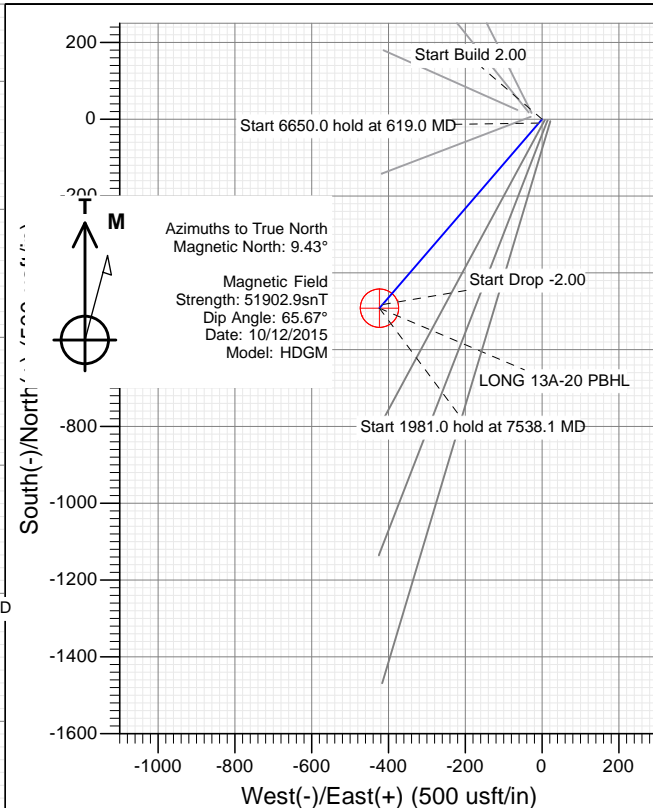 200
0
-200
-800
-1000
-1200
-1400
-1600
South(-)/North
Start Build 2.00
Start 6650.0 hold at 619.0 MD
T
M
Azimuths to True North
Magnetic North: 9.43°
Magnetic Field
Strength: 51902.9snT
Dip Angle: 65.67°
Date: 10/12/2015
Model: HDGM
Start Drop -2.00
LONG 13A-20 PBHL
Start 1981.0 hold at 7538.1 MD
D
-1000
-800
-600
-400
-200
0
200
West(-)/East(+) (500 usft/in)